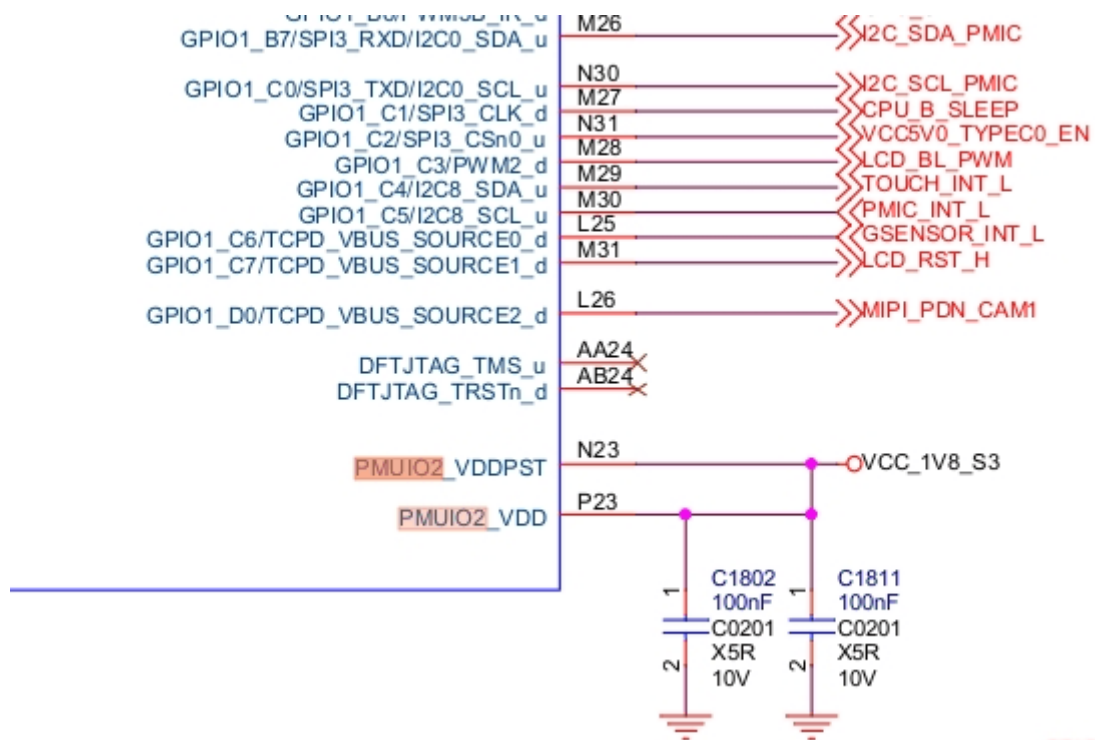 GPIO1_B7/SPI3_RXD/I2C0_SDA_u M26 I2C_SDA_PMIC
GPIO1_C0/SPI3_TXD/I2C0_SCL_u N30 I2C_SCL_PMIC
GPIO1_C1/SPI3_CLK_d M27 CPU_B_SLEEP
GPIO1_C2/SPI3_CSn0_u N31 VCC5V0_TYPEC0_EN
GPIO1_C3/PWM2_d M28 LCD_BL_PWM
GPIO1_C4/I2C8_SDA_u M29 TOUCH_INT_L
GPIO1_C5/I2C8_SCL_u M30 PMIC_INT_L
GPIO1_C6/TCPD_VBUS_SOURCE0_d L25 GSENSOR_INT_L
GPIO1_C7/TCPD_VBUS_SOURCE1_d M31 LCD_RST_H
GPIO1_D0/TCPD_VBUS_SOURCE2_d L26 MIPI_PDN_CAM1
DFTJTAG_TMS_u AA24
DFTJTAG_TRSTn_d AB24
PMUIO2_VDDPST N23 VCC_1V8_S3
PMUIO2_VDD P23
1 C1802 1 C1811
100nF 100nF
C0201 C0201
2 X5R 2 X5R
10V 10V